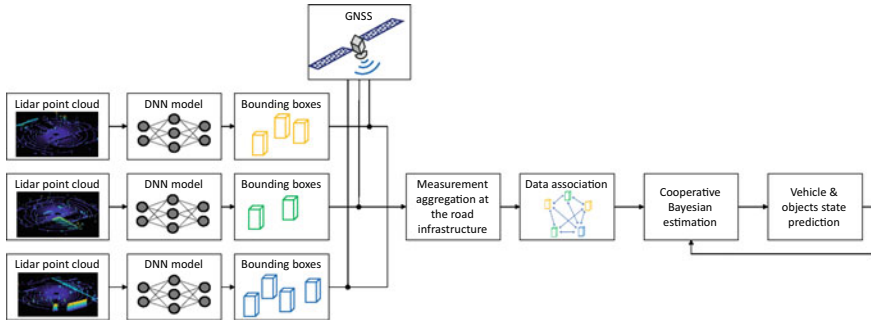 GNSS
Lidar point cloud
DNN model
Bounding boxes
Lidar point cloud
DNN model
Bounding boxes
Measurement
aggregation at
the road
infrastructure
Data association
Cooperative
Bayesian
estimation
Vehicle &
objects state
prediction
Lidar point cloud
DNN model
Bounding boxes